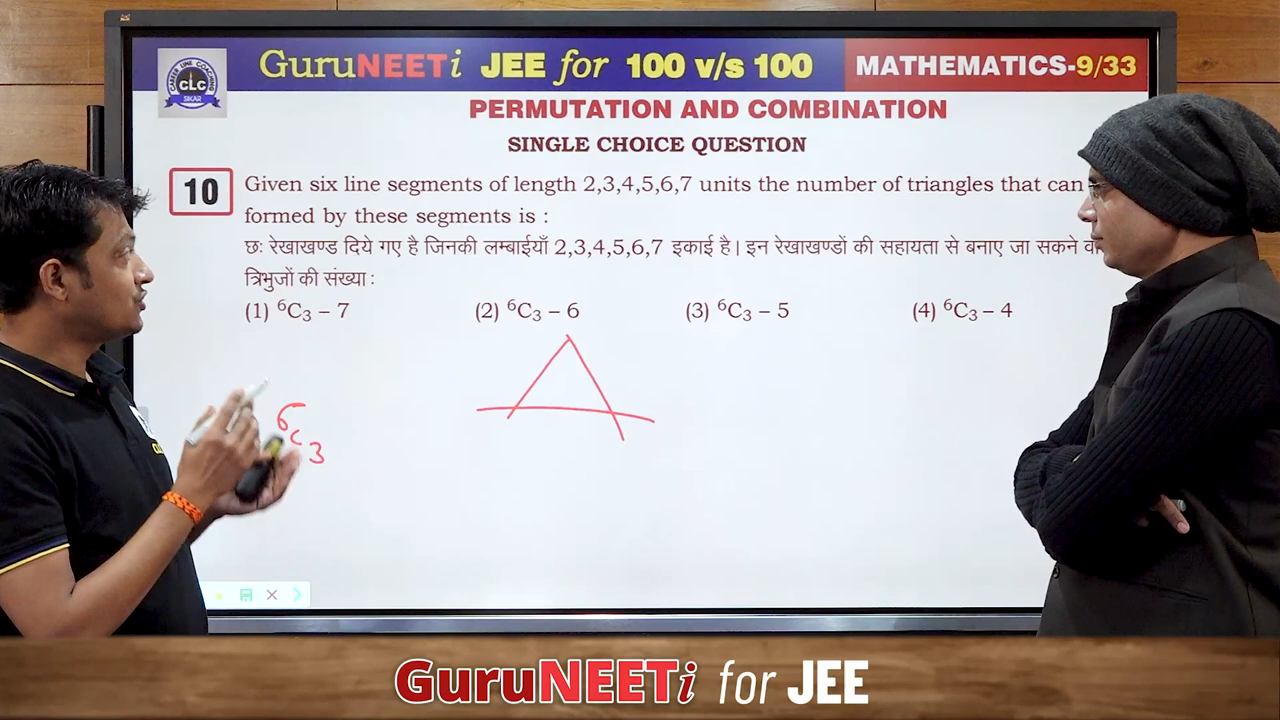 GuruNEETi JEE for 100 v/s 100
MATHEMATICS-9/33
CLC
SIKAR
PERMUTATION AND COMBINATION
SINGLE CHOICE QUESTION
10
Given six line segments of length 2,3,4,5,6,7 units the number of triangles that can
formed by these segments is :
छः रेखाखण्ड दिये गए है जिनकी लम्बाईयाँ 2,3,4,5,6,7 इकाई है। इन रेखाखण्डों की सहायता से बनाए जा सकने
त्रिभुजों की संख्या :
(1) ⁶C₃ – 7 (2) ⁶C₃ – 6 (3) ⁶C₃ – 5 (4) ⁶C₃ – 4
⁶C₃
GuruNEETi for JEE